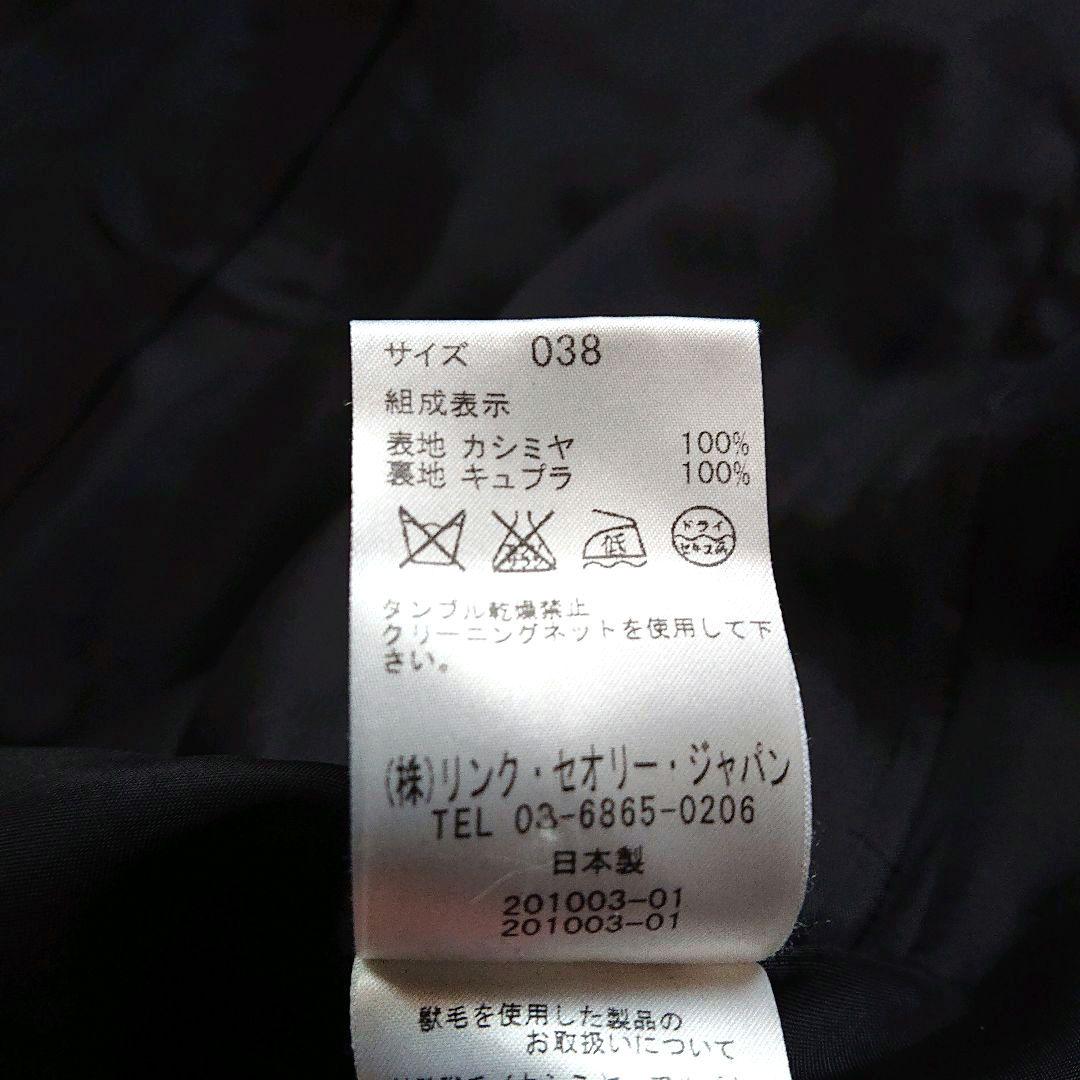 サイズ 038
組成表示
表地 カシミヤ 100%
裏地 キュプラ 100%
低
ドライ
セキユ系
タンブル乾燥禁止
クリーニングネットを使用して下
さい。
(株)リンク・セオリー・ジャパン
TEL 03-6865-0206
日本製
201003-01
201003-01
獣毛を使用した製品の
お取扱いについて